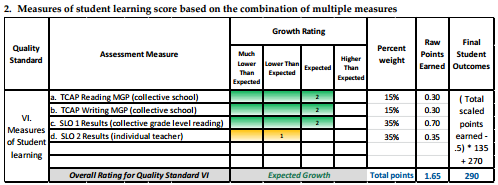 2. Measures of student learning score based on the combination of multiple measures
Quality Standard
Assessment Measure
Growth Rating
Much Lower Than Expected
Lower Than Expected
Expected
Higher Than Expected
Percent weight
Raw Points Earned
Final Student Outcomes
VI. Measures of Student learning
a. TCAP Reading MGP (collective school) 2 15% 0.30
b. TCAP Writing MGP (collective school) 2 15% 0.30
c. SLO 1 Results (collective grade level reading) 2 35% 0.70
d. SLO 2 Results (individual teacher) 1 35% 0.35
( Total scaled points earned - .5) * 135 + 270
Overall Rating for Quality Standard VI Expected Growth Total points 1.65 290